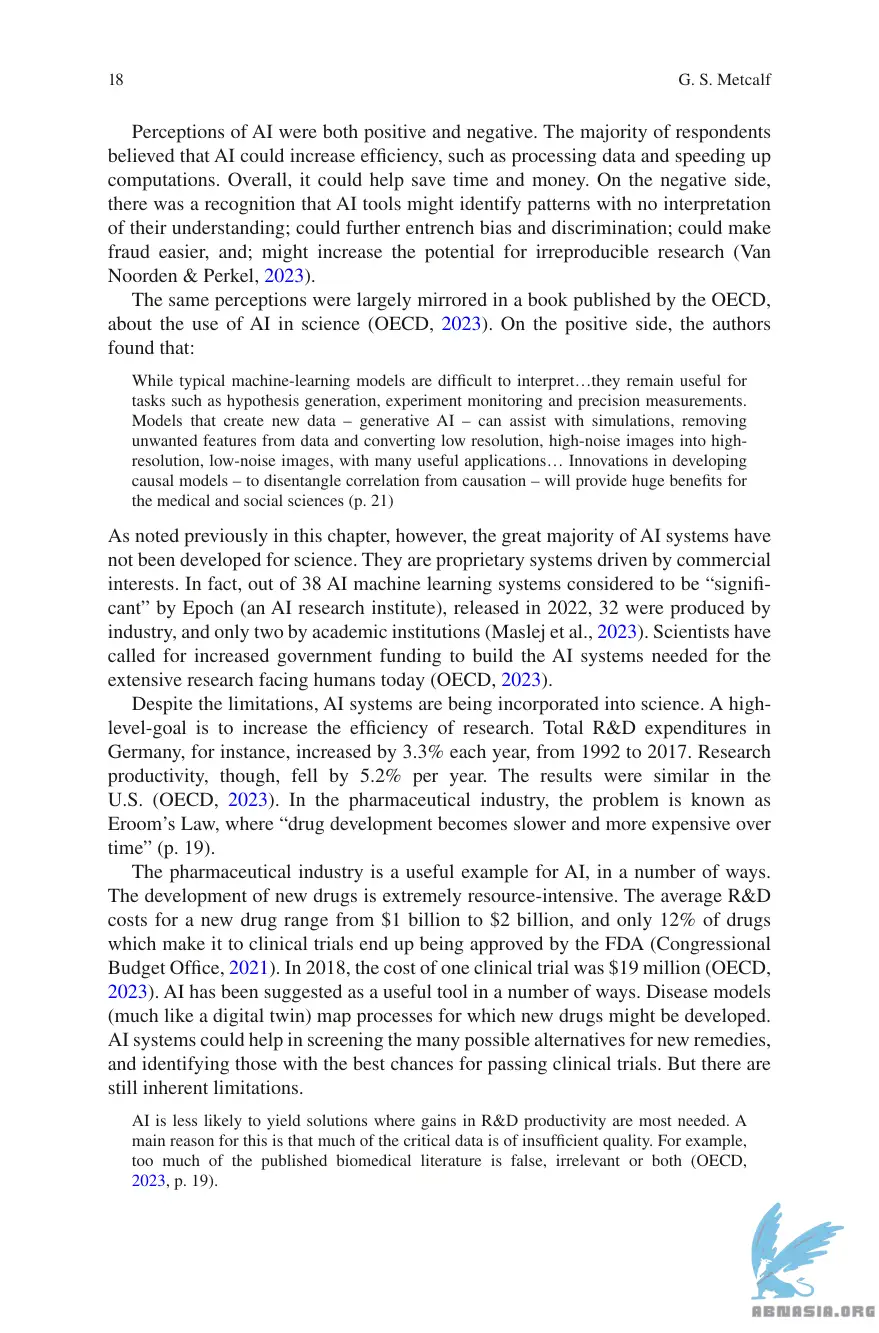 18
G. S. Metcalf
Perceptions of AI were both positive and negative. The majority of respondents
believed that AI could increase efficiency, such as processing data and speeding up
computations. Overall, it could help save time and money. On the negative side,
there was a recognition that AI tools might identify patterns with no interpretation
of their understanding; could further entrench bias and discrimination; could make
fraud easier, and; might increase the potential for irreproducible research (Van
Noorden & Perkel, 2023).
The same perceptions were largely mirrored in a book published by the OECD,
about the use of AI in science (OECD, 2023). On the positive side, the authors
found that:
While typical machine-learning models are difficult to interpret…they remain useful for
tasks such as hypothesis generation, experiment monitoring and precision measurements.
Models that create new data – generative AI – can assist with simulations, removing
unwanted features from data and converting low resolution, high-noise images into high-
resolution, low-noise images, with many useful applications… Innovations in developing
causal models – to disentangle correlation from causation – will provide huge benefits for
the medical and social sciences (p. 21)
As noted previously in this chapter, however, the great majority of AI systems have
not been developed for science. They are proprietary systems driven by commercial
interests. In fact, out of 38 AI machine learning systems considered to be “signifi-
cant” by Epoch (an AI research institute), released in 2022, 32 were produced by
industry, and only two by academic institutions (Maslej et al., 2023). Scientists have
called for increased government funding to build the AI systems needed for the
extensive research facing humans today (OECD, 2023).
Despite the limitations, AI systems are being incorporated into science. A high-
level-goal is to increase the efficiency of research. Total R&D expenditures in
Germany, for instance, increased by 3.3% each year, from 1992 to 2017. Research
productivity, though, fell by 5.2% per year. The results were similar in the
U.S. (OECD, 2023). In the pharmaceutical industry, the problem is known as
Eroom’s Law, where “drug development becomes slower and more expensive over
time” (p. 19).
The pharmaceutical industry is a useful example for AI, in a number of ways.
The development of new drugs is extremely resource-intensive. The average R&D
costs for a new drug range from $1 billion to $2 billion, and only 12% of drugs
which make it to clinical trials end up being approved by the FDA (Congressional
Budget Office, 2021). In 2018, the cost of one clinical trial was $19 million (OECD,
2023). AI has been suggested as a useful tool in a number of ways. Disease models
(much like a digital twin) map processes for which new drugs might be developed.
AI systems could help in screening the many possible alternatives for new remedies,
and identifying those with the best chances for passing clinical trials. But there are
still inherent limitations.
AI is less likely to yield solutions where gains in R&D productivity are most needed. A
main reason for this is that much of the critical data is of insufficient quality. For example,
too much of the published biomedical literature is false, irrelevant or both (OECD,
2023, p. 19).
ABNASIA.ORG